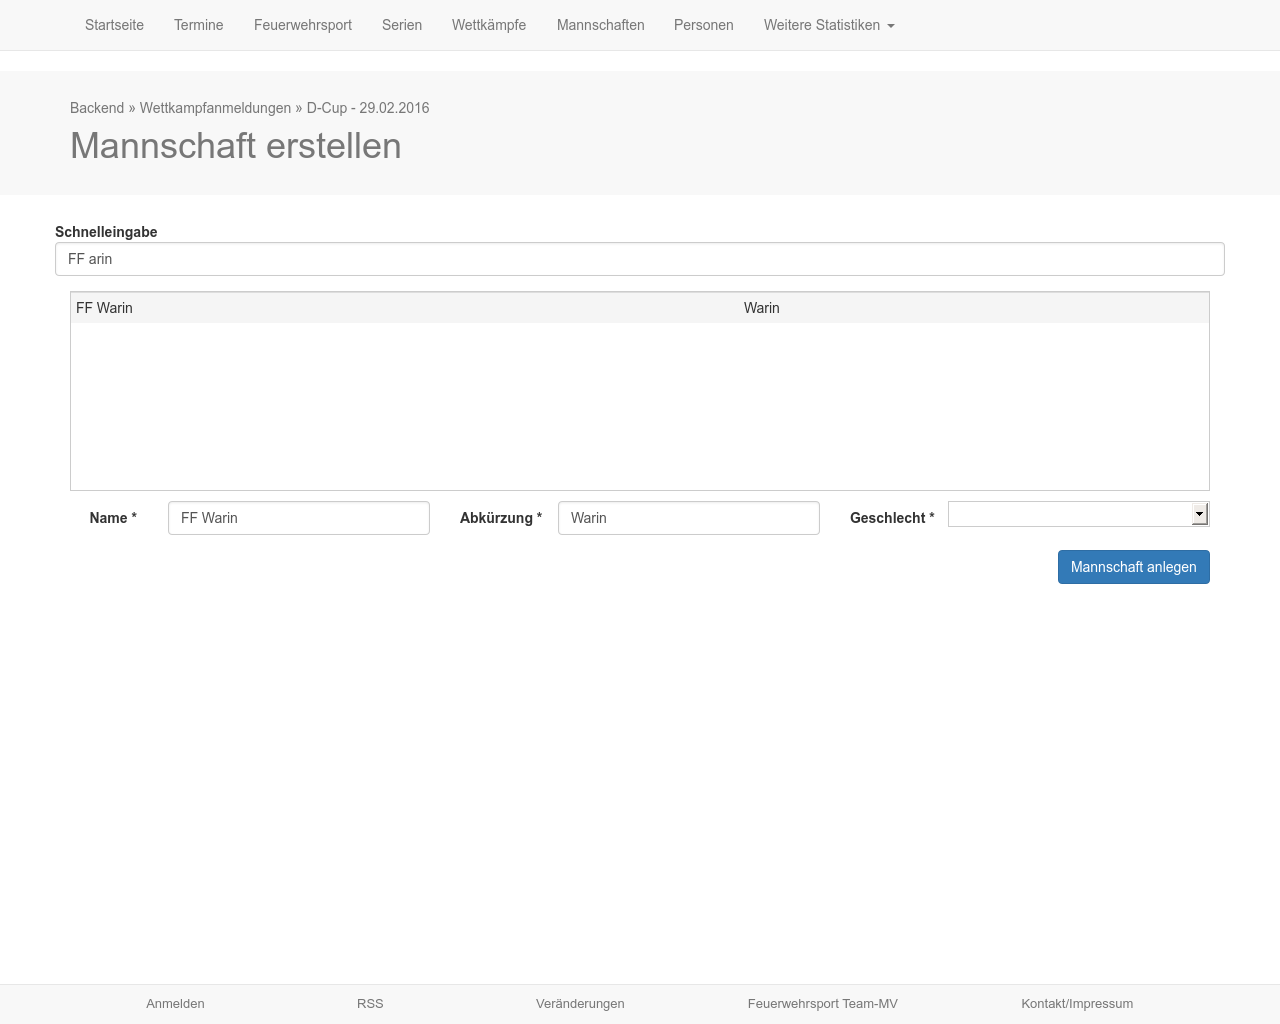 Startseite Termine Feuerwehrsport Serien Wettkämpfe Mannschaften Personen Weitere Statistiken
Backend » Wettkampfanmeldungen » D-Cup - 29.02.2016
Mannschaft erstellen
Schnelleingabe
FF arin
FF Warin Warin
Name * FF Warin Abkürzung * Warin Geschlecht *
Mannschaft anlegen
Anmelden RSS Veränderungen Feuerwehrsport Team-MV Kontakt/Impressum